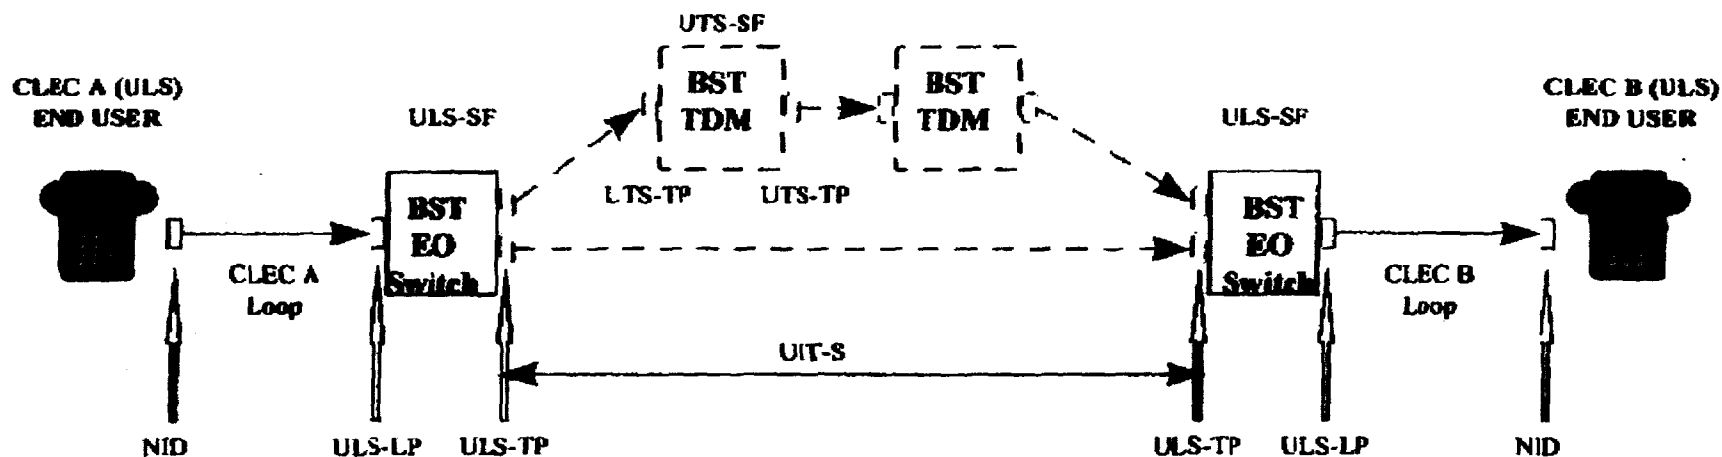 UTS-SF
CLEC A (ULS)
END USER
ULS-SF
BST
TDM
BST
TDM
ULS-SF
CLEC B (ULS)
END USER
UTS-TP
UTS-TP
BST
EO
Switch
BST
EO
Switch
CLEC A
Loop
CLEC B
Loop
UIT-S
NID
ULS-LP
ULS-TP
ULS-TP
ULS-LP
NID